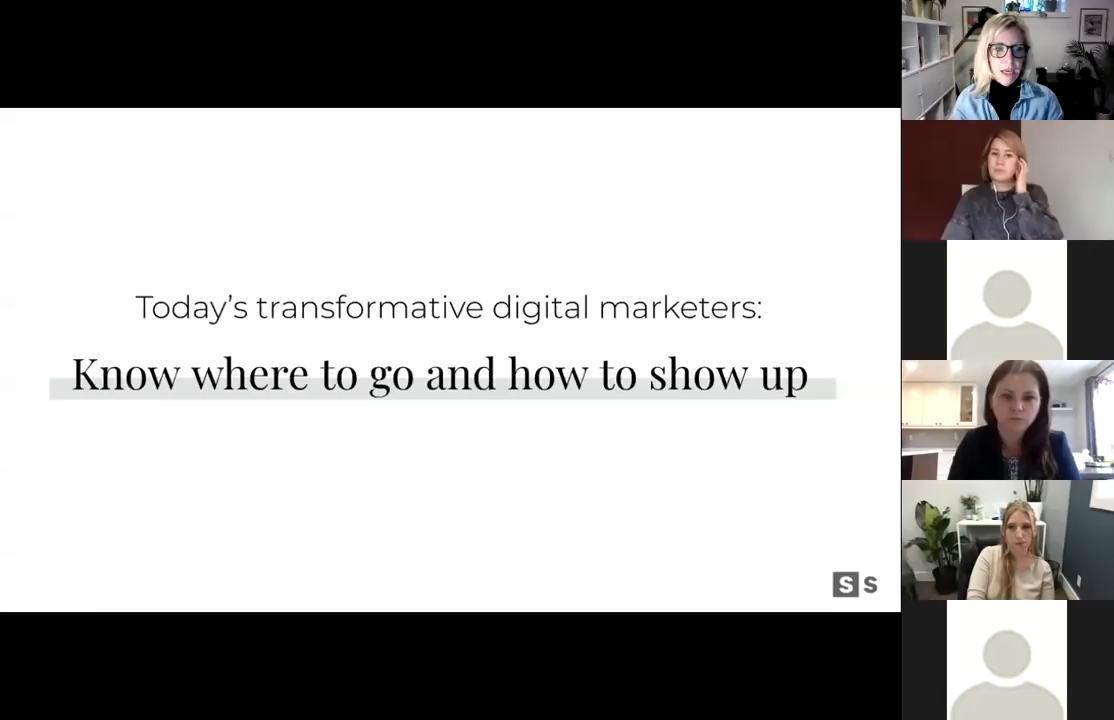 Today’s transformative digital marketers:
Know where to go and how to show up
S S